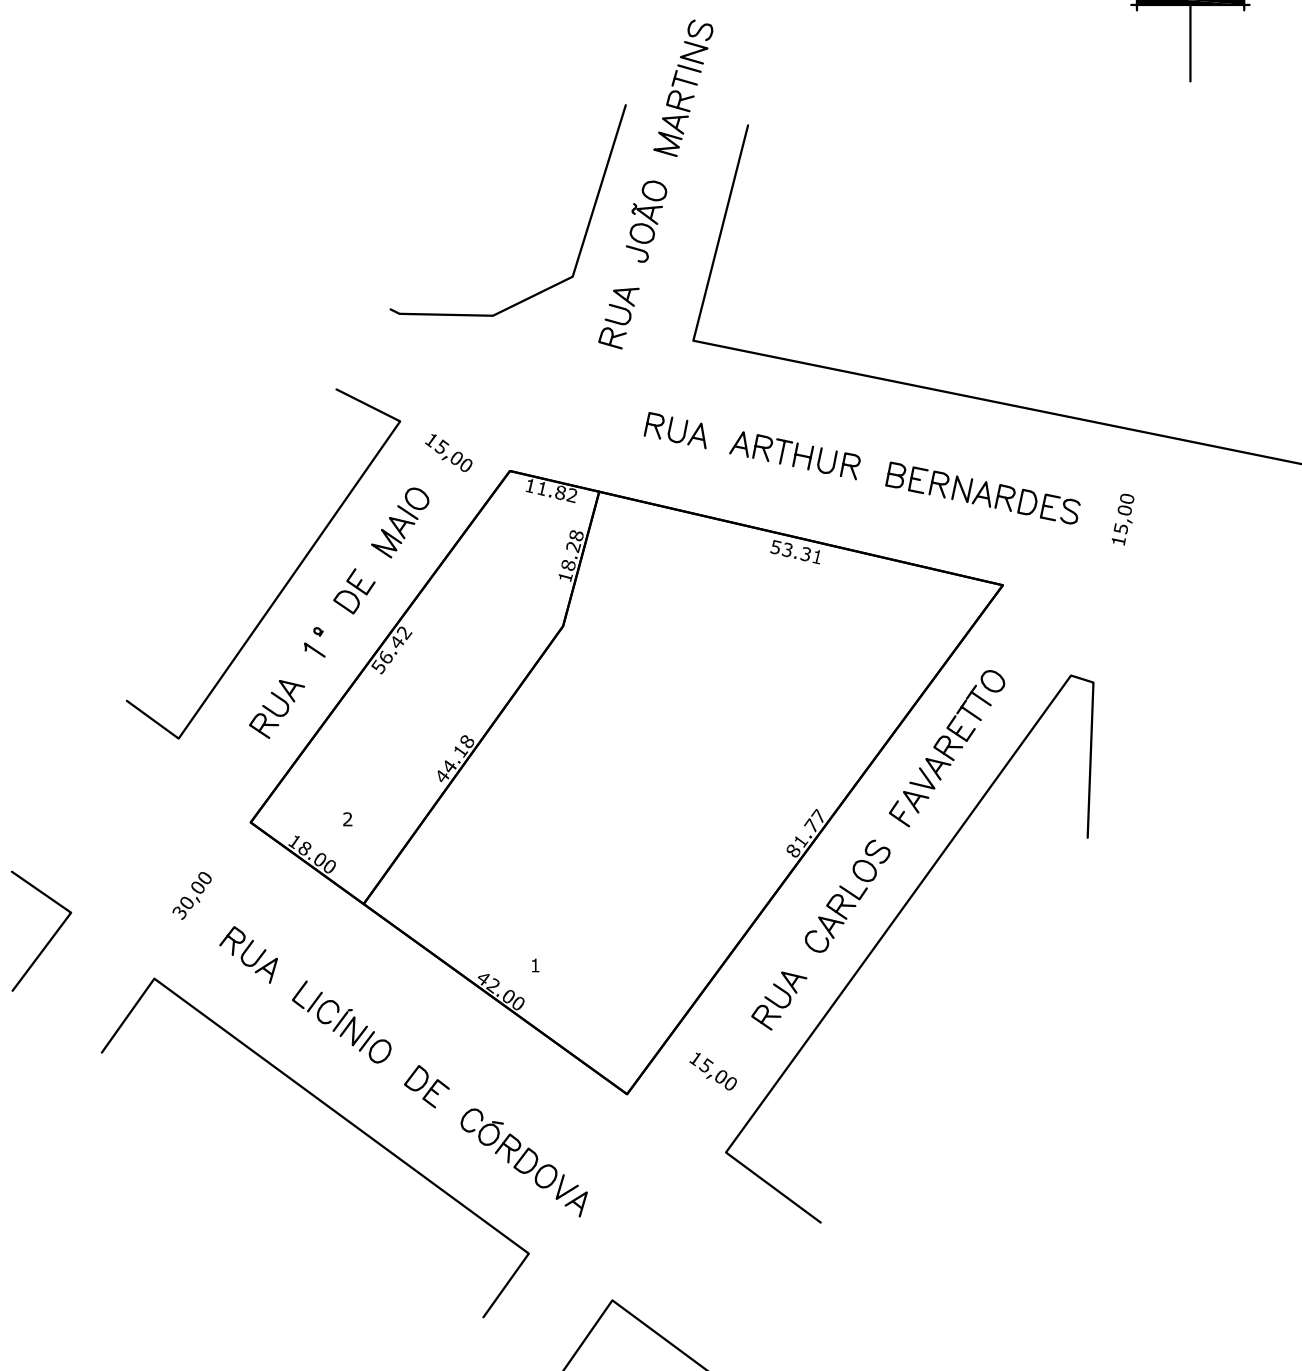 RUA JOÃO MARTINS
RUA ARTHUR BERNARDES
15,00
15,00
11.82
18.28
53.31
RUA 1º DE MAIO
56.42
44.18
2
18.00
81.77
RUA CARLOS FAVARETTO
30,00
1
42.00
RUA LICÍNIO DE CÓRDOVA
15,00